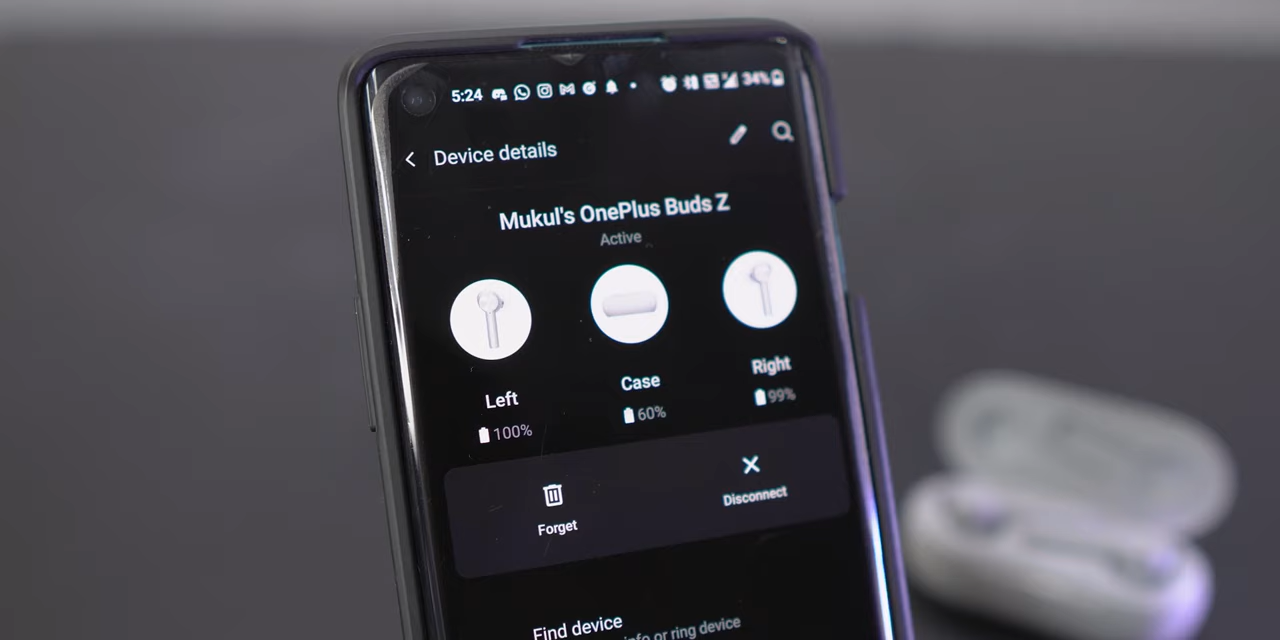 5:24 34%
Device details
Mukul's OnePlus Buds Z
Active
Left Case Right
100% 60% 99%
Forget Disconnect
Find device
info or ring device